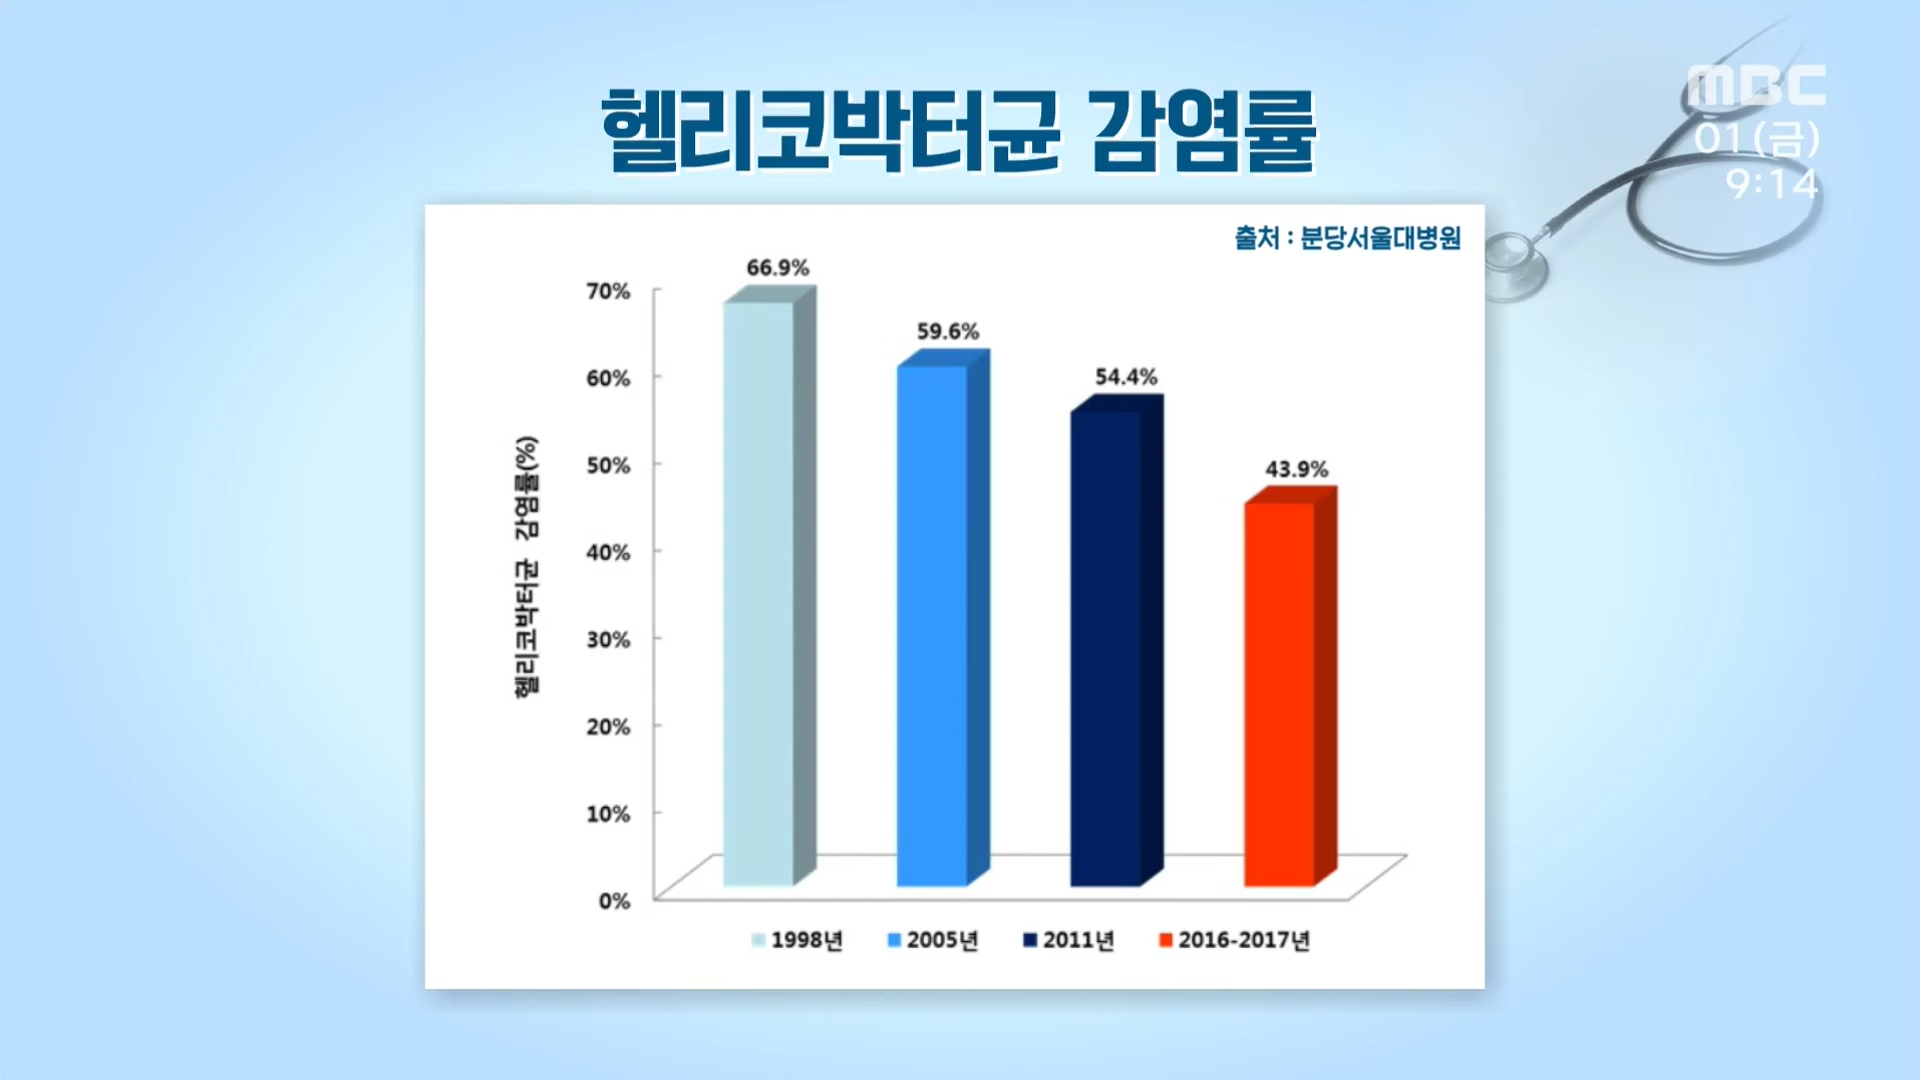 헬리코박터균 감염률
MBC
01(금)
9:14
출처 : 분당서울대병원
헬리코박터균 감염률(%)
70%
60%
50%
40%
30%
20%
10%
0%
66.9%
59.6%
54.4%
43.9%
1998년 2005년 2011년 2016-2017년